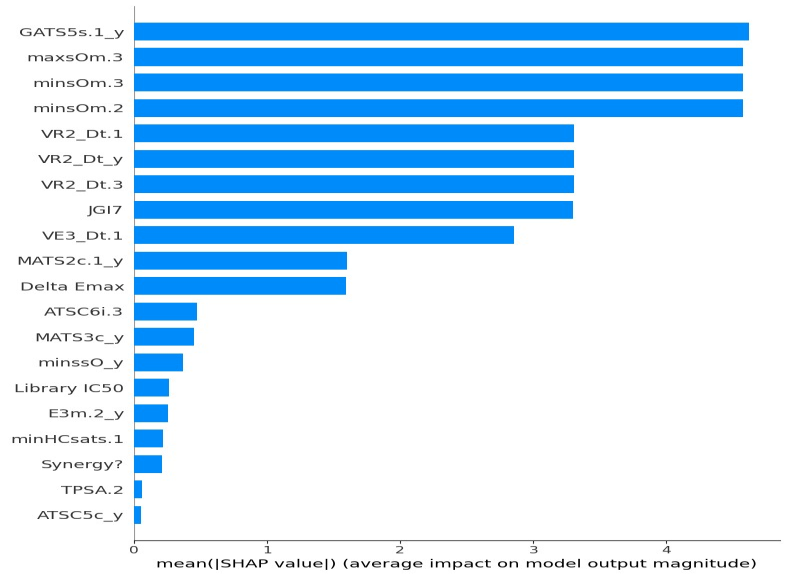 GATS5s.1_y
maxsOm.3
minsOm.3
minsOm.2
VR2_Dt.1
VR2_Dt_y
VR2_Dt.3
JGI7
VE3_Dt.1
MATS2c.1_y
Delta Emax
ATSC6i.3
MATS3c_y
minssO_y
Library IC50
E3m.2_y
minHCsats.1
Synergy?
TPSA.2
ATSC5c_y
0 1 2 3 4
mean(|SHAP value|) (average impact on model output magnitude)